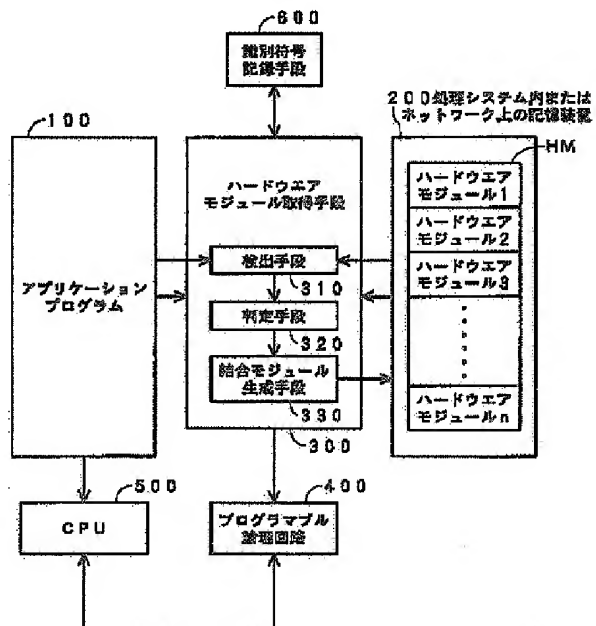 600
識別符号
記録手段
100
200処理システム内または
ネットワーク上の記憶装置
HM
ハードウエア
モジュール取得手段
ハードウエア
モジュール1
ハードウエア
モジュール2
ハードウエア
モジュール3
検出手段
310
アプリケーション
プログラム
判定手段
320
結合モジュール
生成手段
330
ハードウエア
モジュールn
300
500
400
CPU
プログラマブル
論理回路